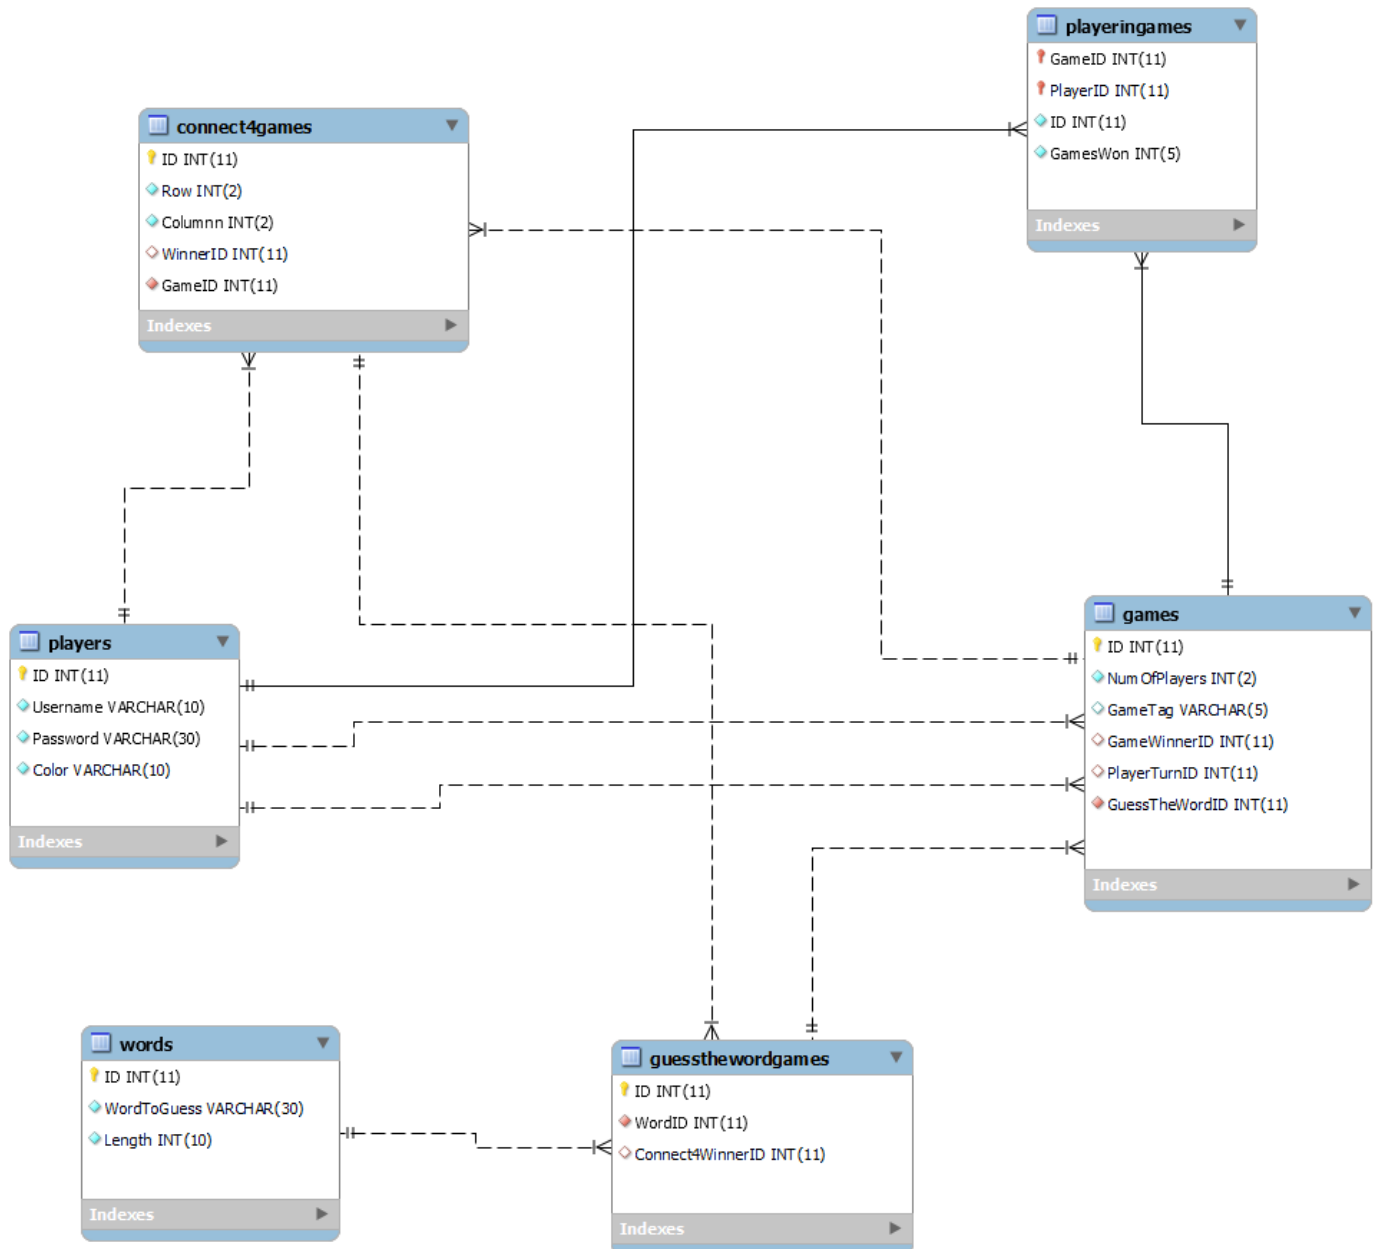 playeringames
GameID INT(11)
PlayerID INT(11)
ID INT(11)
GamesWon INT(5)
Indexes
connect4games
ID INT(11)
Row INT(2)
Columnn INT(2)
WinnerID INT(11)
GameID INT(11)
Indexes
players
ID INT(11)
Username VARCHAR(10)
Password VARCHAR(30)
Color VARCHAR(10)
Indexes
games
ID INT(11)
NumOfPlayers INT(2)
GameTag VARCHAR(5)
GameWinnerID INT(11)
PlayerTurnID INT(11)
GuessTheWordID INT(11)
Indexes
words
ID INT(11)
WordToGuess VARCHAR(30)
Length INT(10)
Indexes
guessthewordgames
ID INT(11)
WordID INT(11)
Connect4WinnerID INT(11)
Indexes